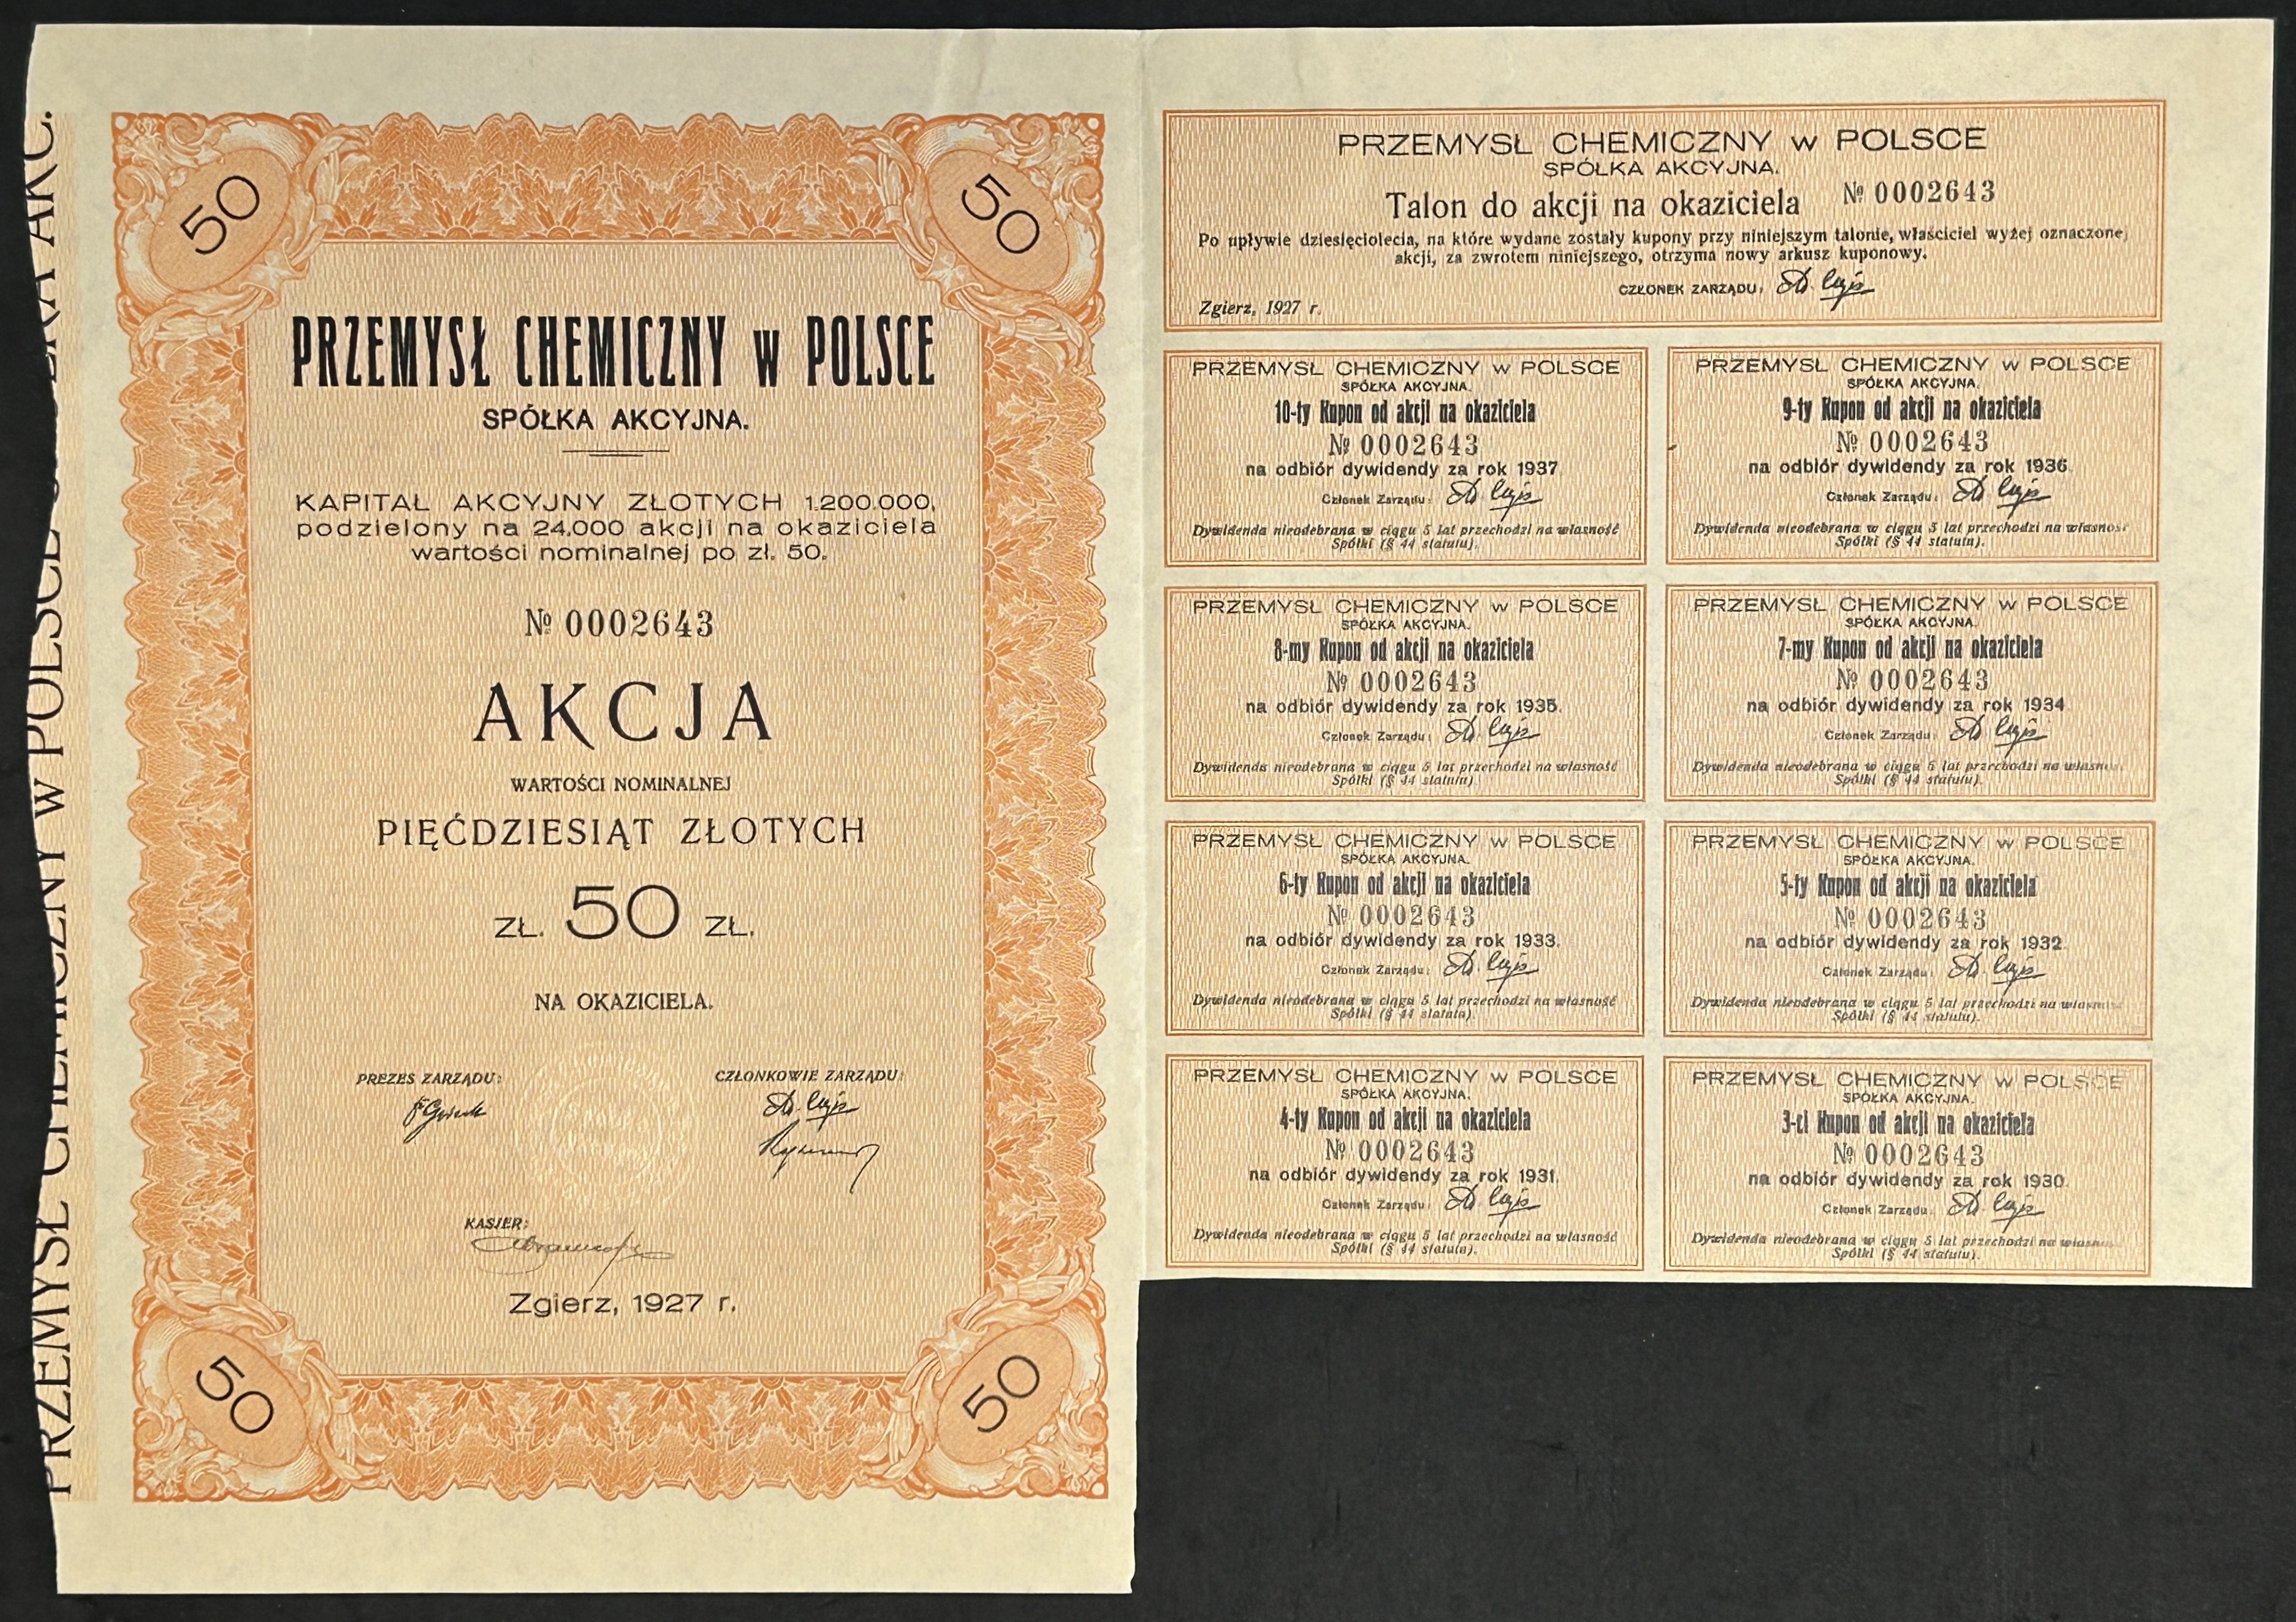 PRZEMYSŁ CHEMICZNY W POLSCE AKC.
50
50
PRZEMYSŁ CHEMICZNY w POLSCE
SPÓŁKA AKCYJNA.
KAPITAŁ AKCYJNY ZŁOTYCH 1.200.000,
podzielony na 24.000 akcji na okaziciela
wartości nominalnej po zł. 50.
№ 0002643
AKCJA
WARTOŚCI NOMINALNEJ
PIĘĆDZIESIĄT ZŁOTYCH
ZŁ. 50 ZŁ.
NA OKAZICIELA.
PREZES ZARZĄDU:
CZŁONKOWIE ZARZĄDU:
KASJER:
Zgierz, 1927 r.
50
50
PRZEMYSŁ CHEMICZNY w POLSCE
SPÓŁKA AKCYJNA.
Talon do akcji na okaziciela № 0002643
Po upływie dziesięciolecia, na które wydane zostały kupony przy niniejszym talonie, właściciel wyżej oznaczonej
akcji, za zwrotem niniejszego, otrzyma nowy arkusz kuponowy.
CZŁONEK ZARZĄDU:
Zgierz, 1927 r.
PRZEMYSŁ CHEMICZNY w POLSCE
SPÓŁKA AKCYJNA.
10-ty Kupon od akcji na okaziciela
№ 0002643
na odbiór dywidendy za rok 1937.
Członek Zarządu:
Dywidenda nieodebrana w ciągu 5 lat przechodzi na własność
Spółki (§ 44 statutu).
PRZEMYSŁ CHEMICZNY w POLSCE
SPÓŁKA AKCYJNA.
9-ty Kupon od akcji na okaziciela
№ 0002643
na odbiór dywidendy za rok 1936.
Członek Zarządu:
Dywidenda nieodebrana w ciągu 5 lat przechodzi na własność
Spółki (§ 44 statutu).
PRZEMYSŁ CHEMICZNY w POLSCE
SPÓŁKA AKCYJNA.
8-my Kupon od akcji na okaziciela
№ 0002643
na odbiór dywidendy za rok 1935.
Członek Zarządu:
Dywidenda nieodebrana w ciągu 5 lat przechodzi na własność
Spółki (§ 44 statutu).
PRZEMYSŁ CHEMICZNY w POLSCE
SPÓŁKA AKCYJNA.
7-my Kupon od akcji na okaziciela
№ 0002643
na odbiór dywidendy za rok 1934.
Członek Zarządu:
Dywidenda nieodebrana w ciągu 5 lat przechodzi na własność
Spółki (§ 44 statutu).
PRZEMYSŁ CHEMICZNY w POLSCE
SPÓŁKA AKCYJNA.
6-ty Kupon od akcji na okaziciela
№ 0002643
na odbiór dywidendy za rok 1933.
Członek Zarządu:
Dywidenda nieodebrana w ciągu 5 lat przechodzi na własność
Spółki (§ 44 statutu).
PRZEMYSŁ CHEMICZNY w POLSCE
SPÓŁKA AKCYJNA.
5-ty Kupon od akcji na okaziciela
№ 0002643
na odbiór dywidendy za rok 1932.
Członek Zarządu:
Dywidenda nieodebrana w ciągu 5 lat przechodzi na własność
Spółki (§ 44 statutu).
PRZEMYSŁ CHEMICZNY w POLSCE
SPÓŁKA AKCYJNA.
4-ty Kupon od akcji na okaziciela
№ 0002643
na odbiór dywidendy za rok 1931.
Członek Zarządu:
Dywidenda nieodebrana w ciągu 5 lat przechodzi na własność
Spółki (§ 44 statutu).
PRZEMYSŁ CHEMICZNY w POLSCE
SPÓŁKA AKCYJNA.
3-ci Kupon od akcji na okaziciela
№ 0002643
na odbiór dywidendy za rok 1930.
Członek Zarządu:
Dywidenda nieodebrana w ciągu 5 lat przechodzi na własność
Spółki (§ 44 statutu).